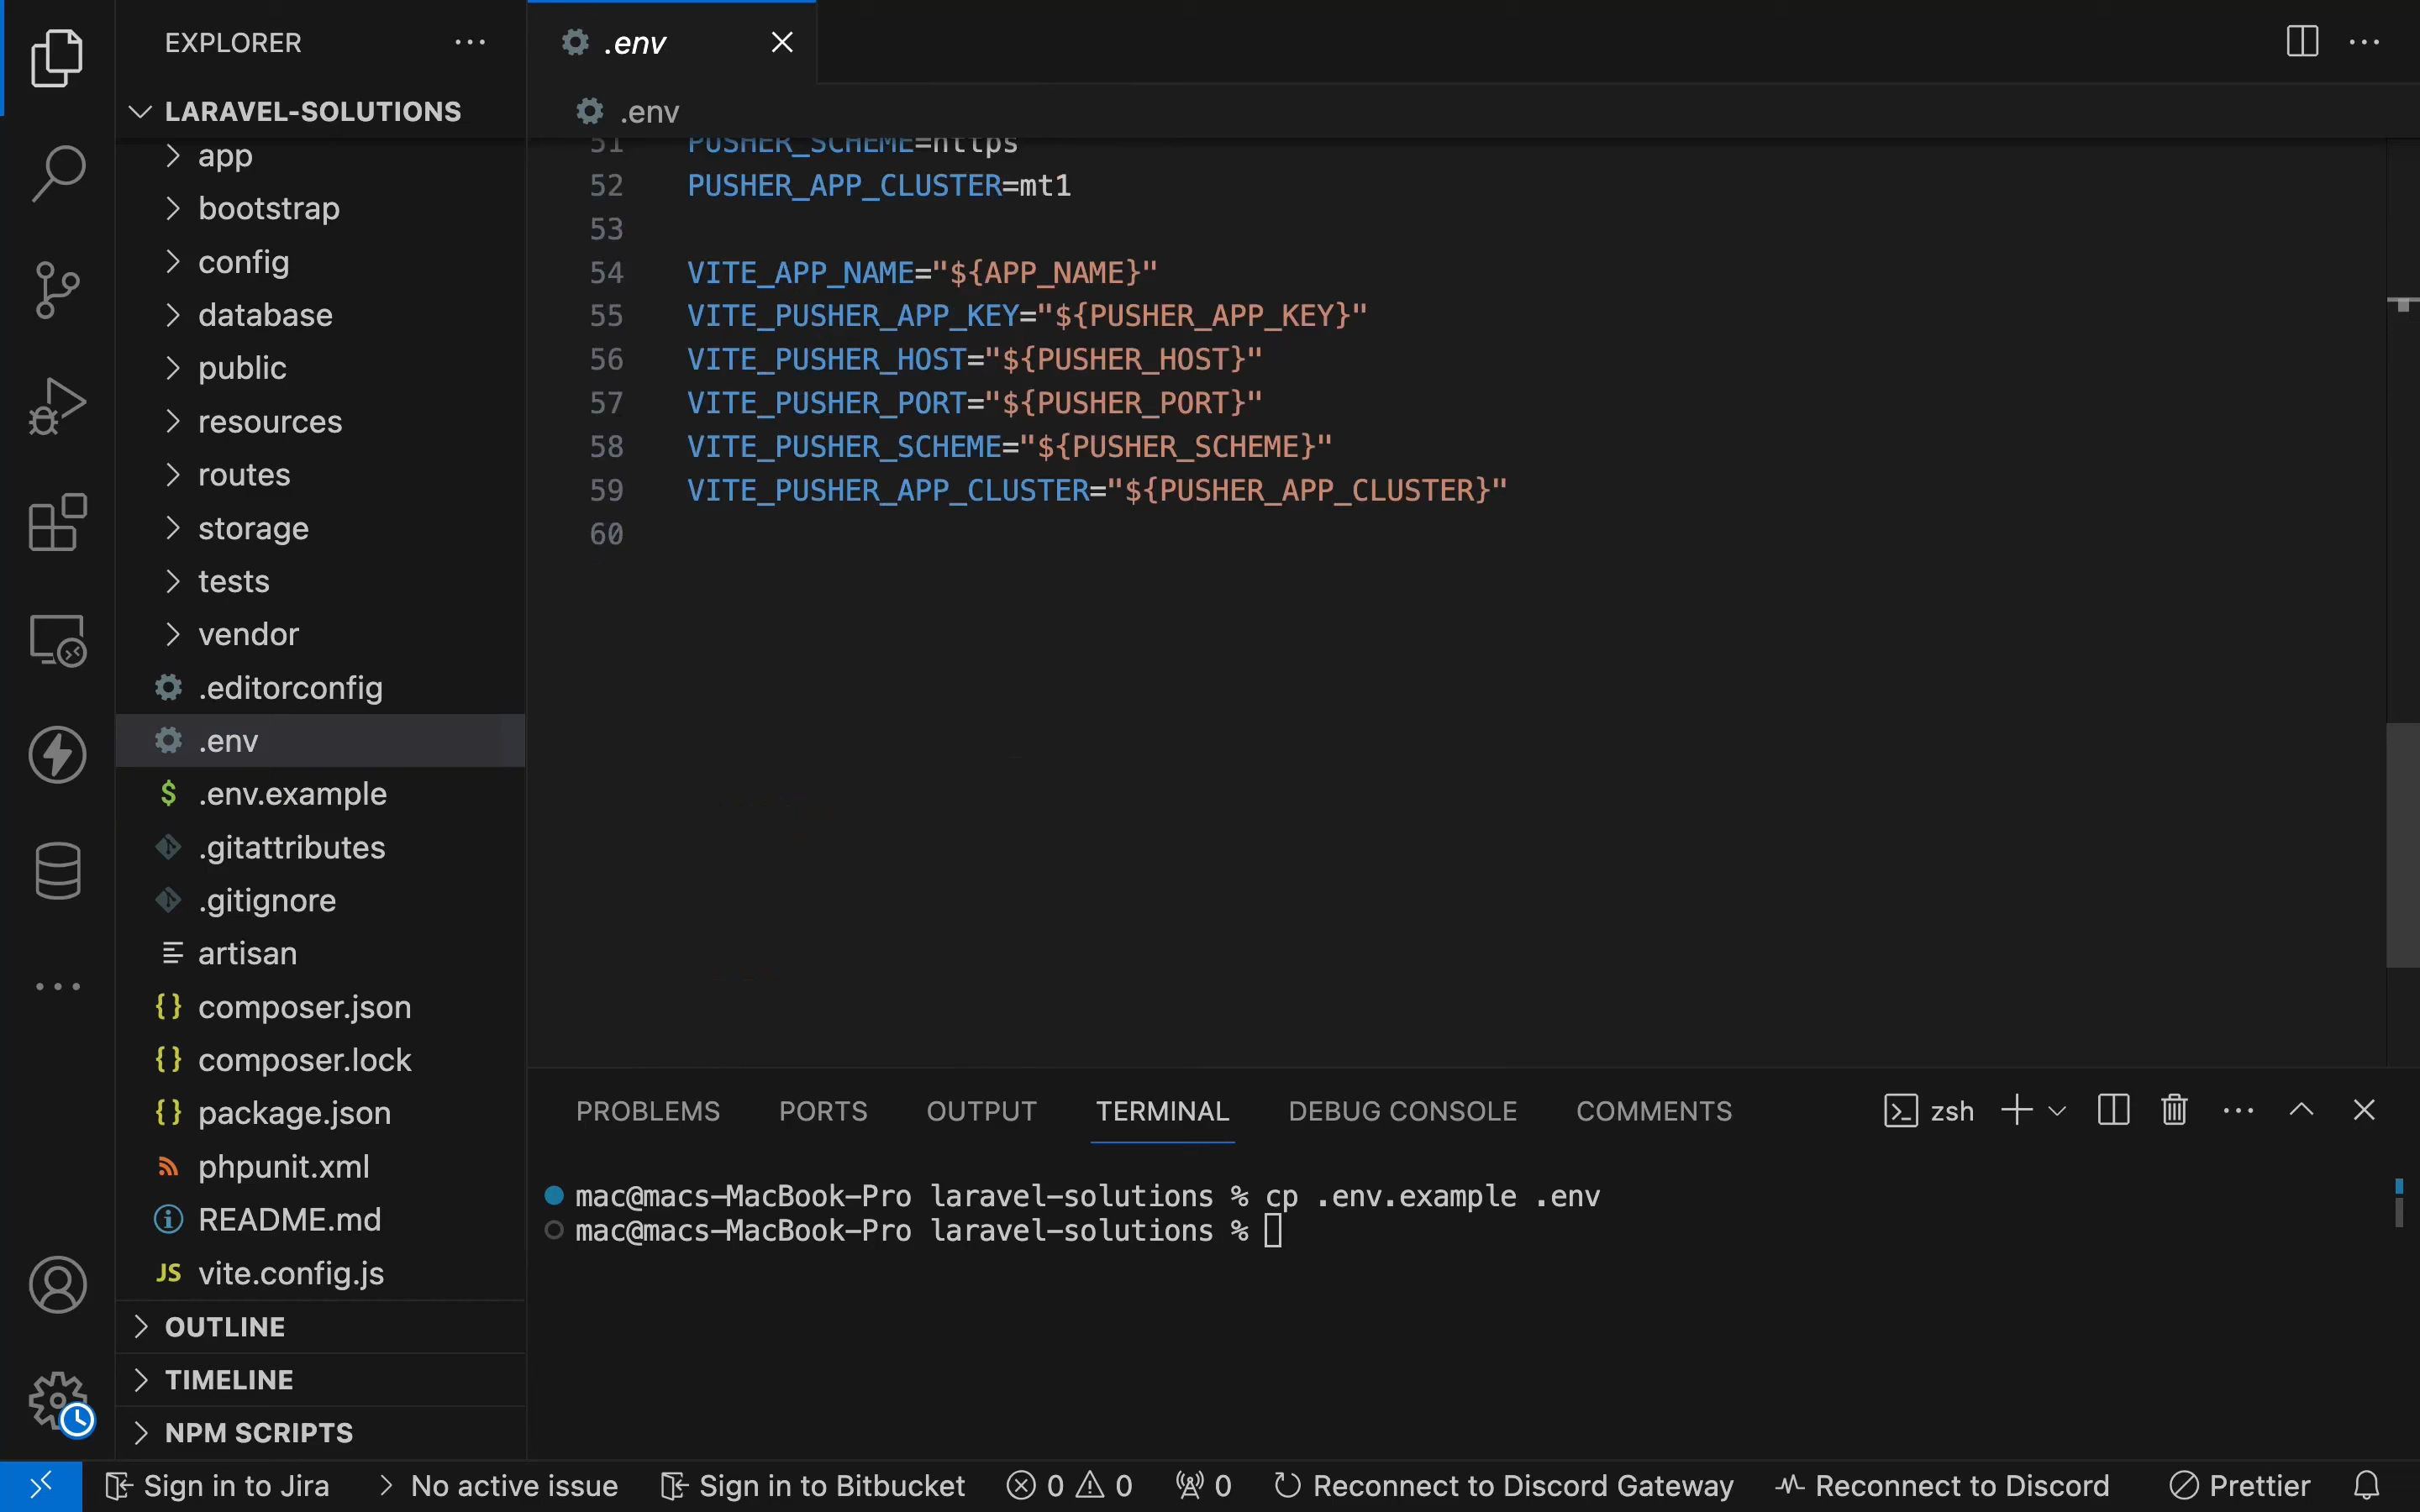 EXPLORER
LARAVEL-SOLUTIONS
app
bootstrap
config
database
public
resources
routes
storage
tests
vendor
.editorconfig
.env
$ .env.example
.gitattributes
.gitignore
artisan
{} composer.json
{} composer.lock
{} package.json
phpunit.xml
README.md
JS vite.config.js
OUTLINE
TIMELINE
NPM SCRIPTS
.env
.env
51 PUSHER_SCHEME=https
52 PUSHER_APP_CLUSTER=mt1
53
54 VITE_APP_NAME="${APP_NAME}"
55 VITE_PUSHER_APP_KEY="${PUSHER_APP_KEY}"
56 VITE_PUSHER_HOST="${PUSHER_HOST}"
57 VITE_PUSHER_PORT="${PUSHER_PORT}"
58 VITE_PUSHER_SCHEME="${PUSHER_SCHEME}"
59 VITE_PUSHER_APP_CLUSTER="${PUSHER_APP_CLUSTER}"
60
PROBLEMS PORTS OUTPUT TERMINAL DEBUG CONSOLE COMMENTS zsh
mac@macs-MacBook-Pro laravel-solutions % cp .env.example .env
mac@macs-MacBook-Pro laravel-solutions %
Sign in to Jira No active issue Sign in to Bitbucket 0 0 0 Reconnect to Discord Gateway Reconnect to Discord Prettier